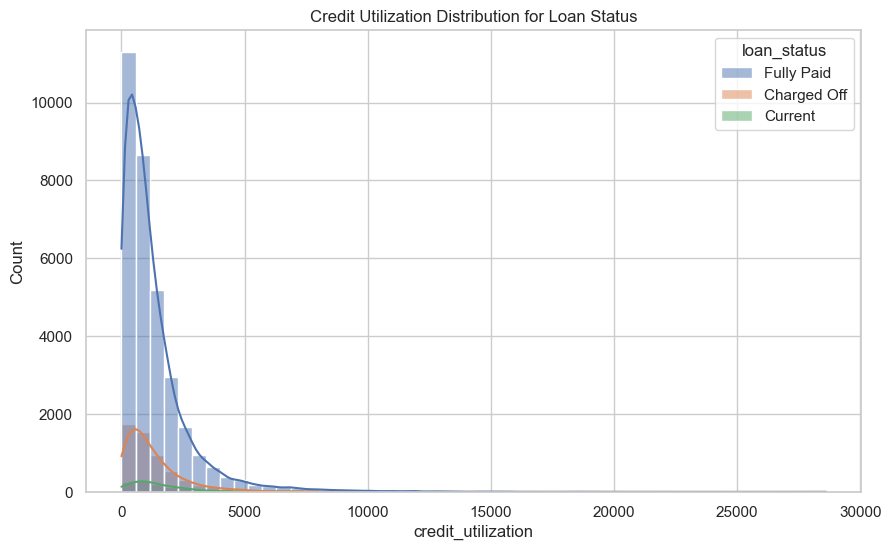 Credit Utilization Distribution for Loan Status
loan_status
Fully Paid
Charged Off
Current
Count
10000
8000
6000
4000
2000
0
0 5000 10000 15000 20000 25000 30000
credit_utilization